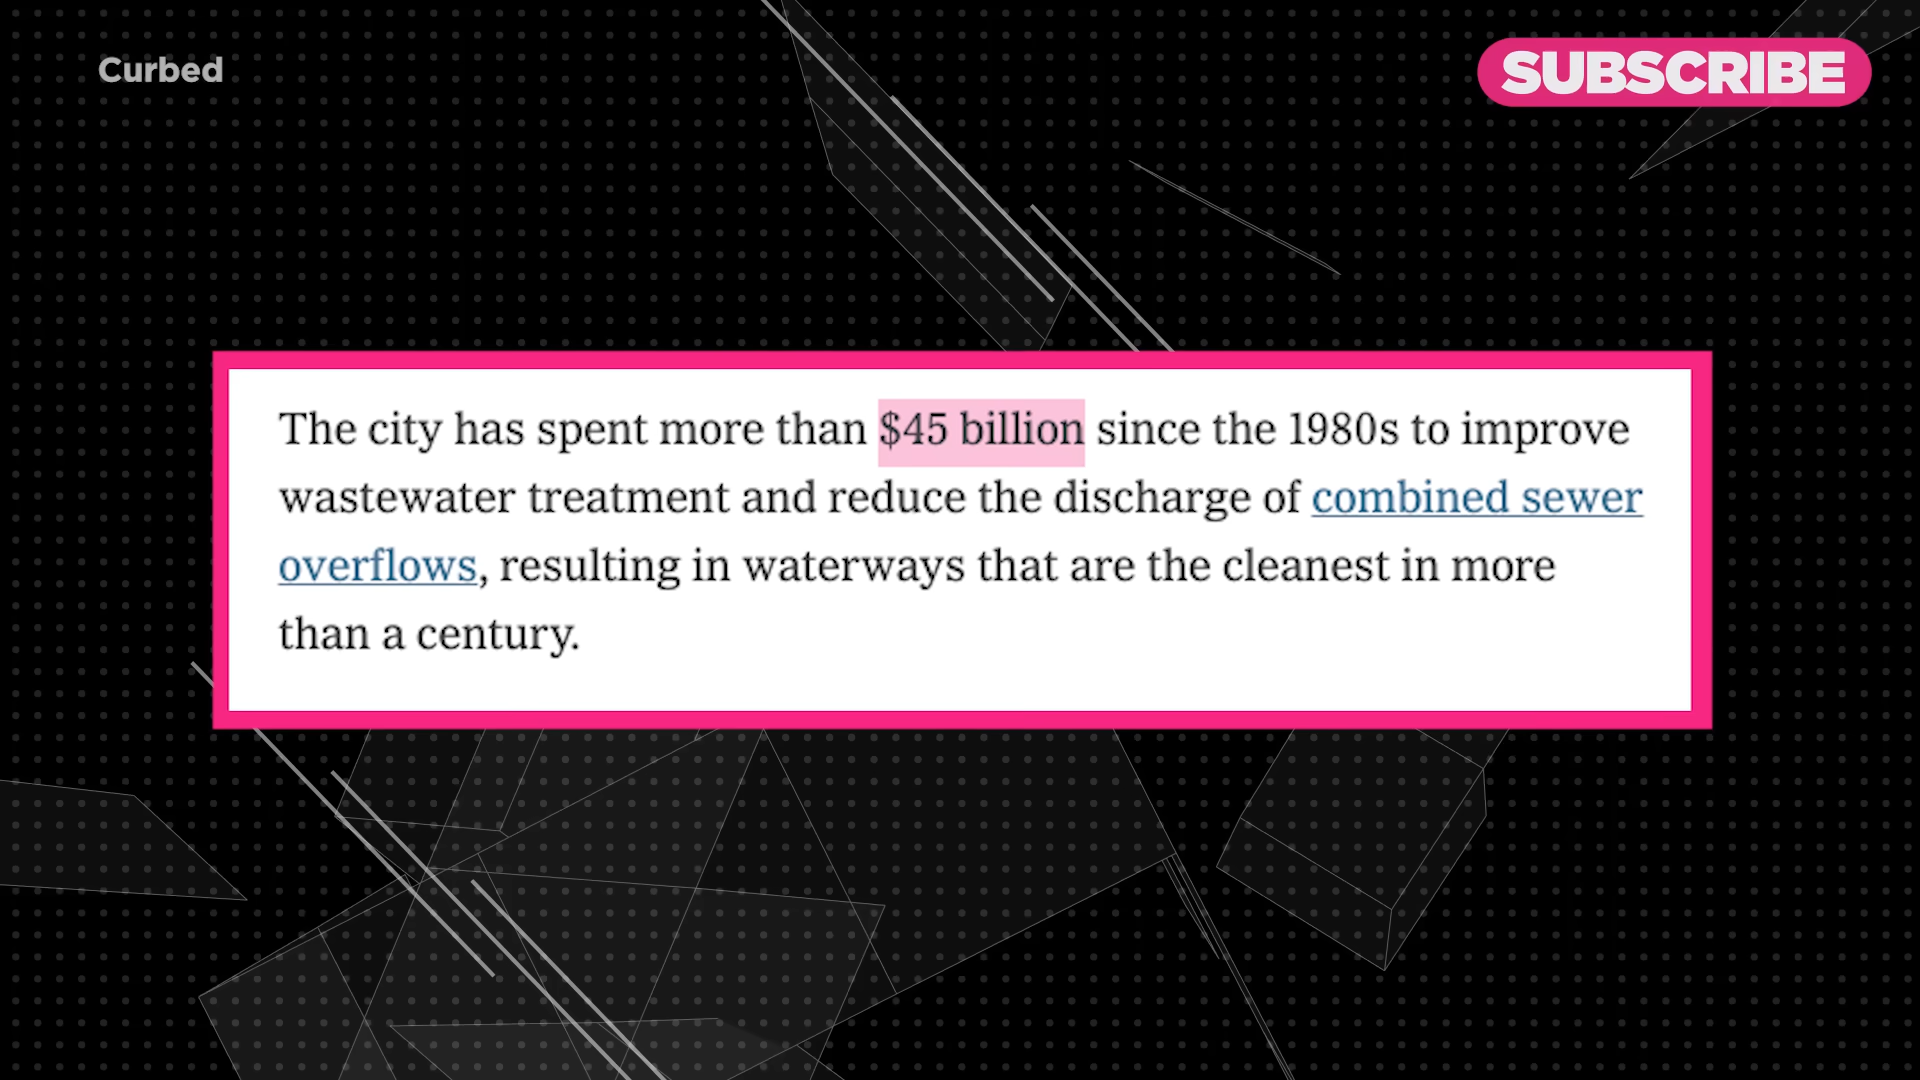 Curbed
SUBSCRIBE
The city has spent more than $45 billion since the 1980s to improve
wastewater treatment and reduce the discharge of combined sewer
overflows, resulting in waterways that are the cleanest in more
than a century.